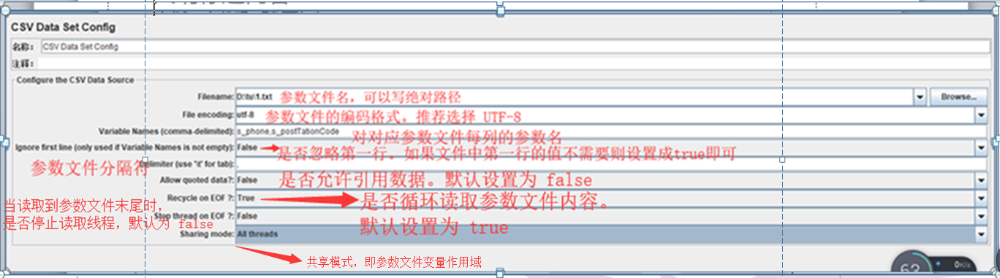 CSV Data Set Config
名称: CSV Data Set Config
注释:
Configure the CSV Data Source
Filename: D:\tu\1.txt 参数文件名，可以写绝对路径 Browse...
File encoding: utf-8 参数文件的编码格式。推荐选择 UTF-8
Variable Names (comma-delimited): s_phone,s_postTationCode 对对应参数文件每列的参数名
Ignore first line (only used if Variable Names is not empty): False 是否忽略第一行。如果文件中第一行的值不需要则设置成true即可
参数文件分隔符 Delimiter (use '\t' for tab): ,
Allow quoted data?: False 是否允许引用数据。默认设置为 false
Recycle on EOF ?: True 是否循环读取参数文件内容。
默认设置为 true
当读取到参数文件末尾时，
是否停止读取线程，默认为 false
Stop thread on EOF ?: False
Sharing mode: All threads
共享模式，即参数文件变量作用域